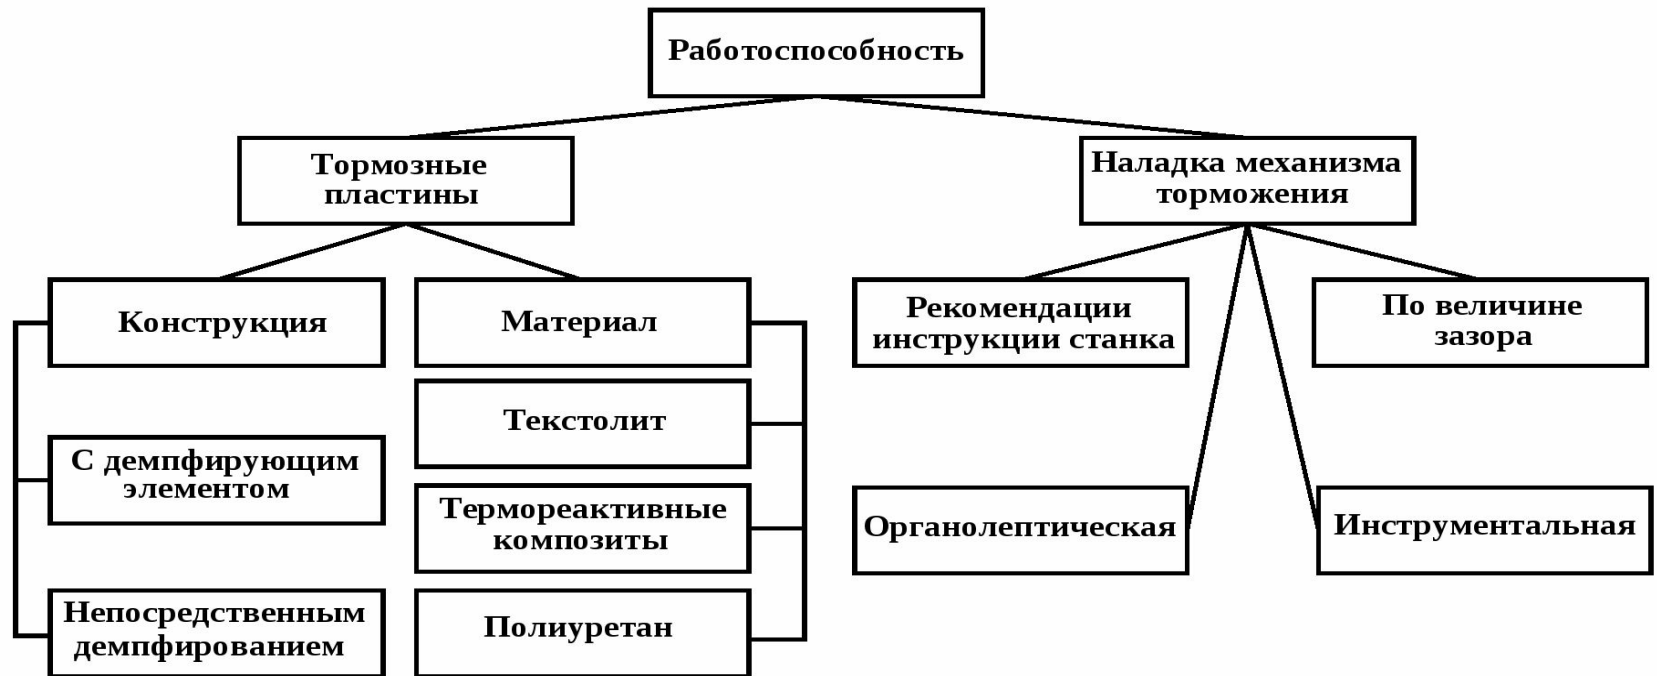 Работоспособность
Тормозные
пластины
Наладка механизма
торможения
Конструкция
Материал
Рекомендации
инструкции станка
По величине
зазора
Текстолит
С демпфирующим
элементом
Термореактивные
композиты
Органолептическая
Инструментальная
Непосредственным
демпфированием
Полиуретан